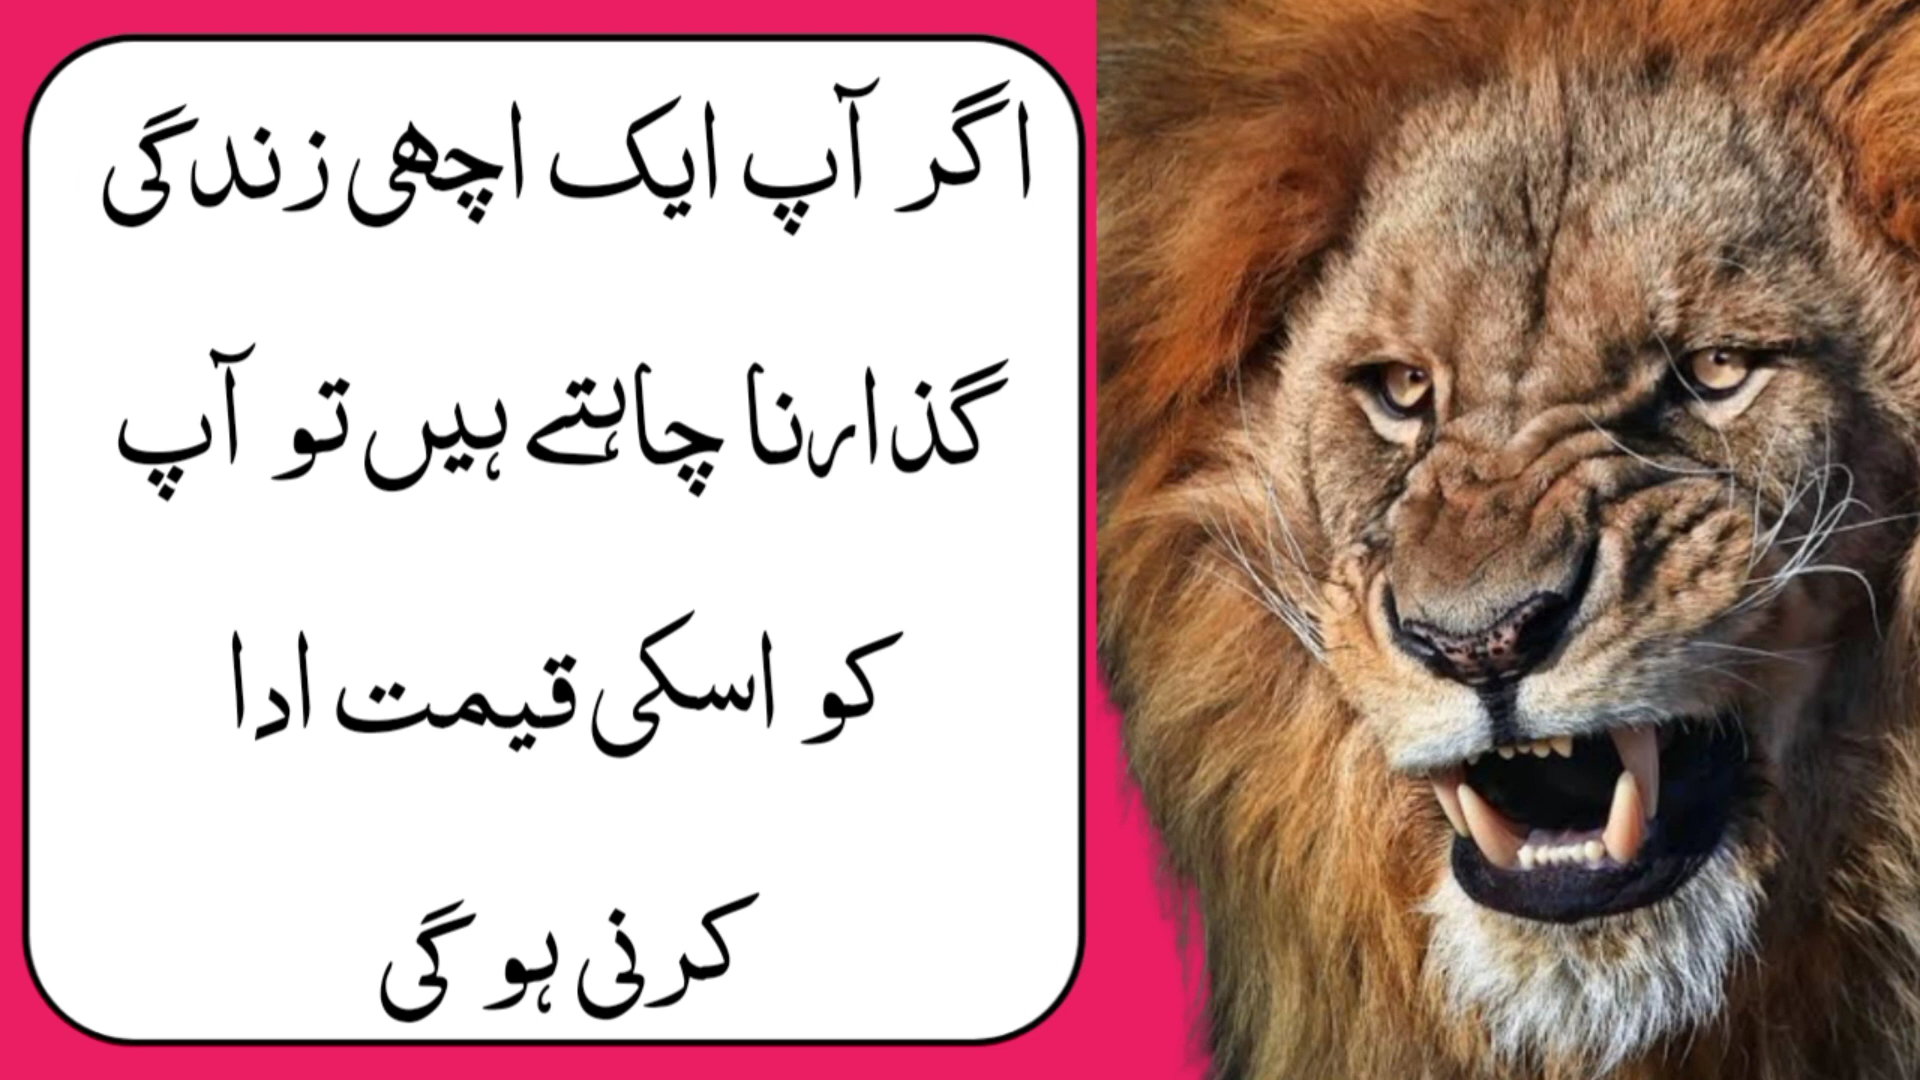 اگر آپ ایک اچھی زندگی
گذارنا چاہتے ہیں تو آپ
کو اسکی قیمت ادا
کرنی ہو گی